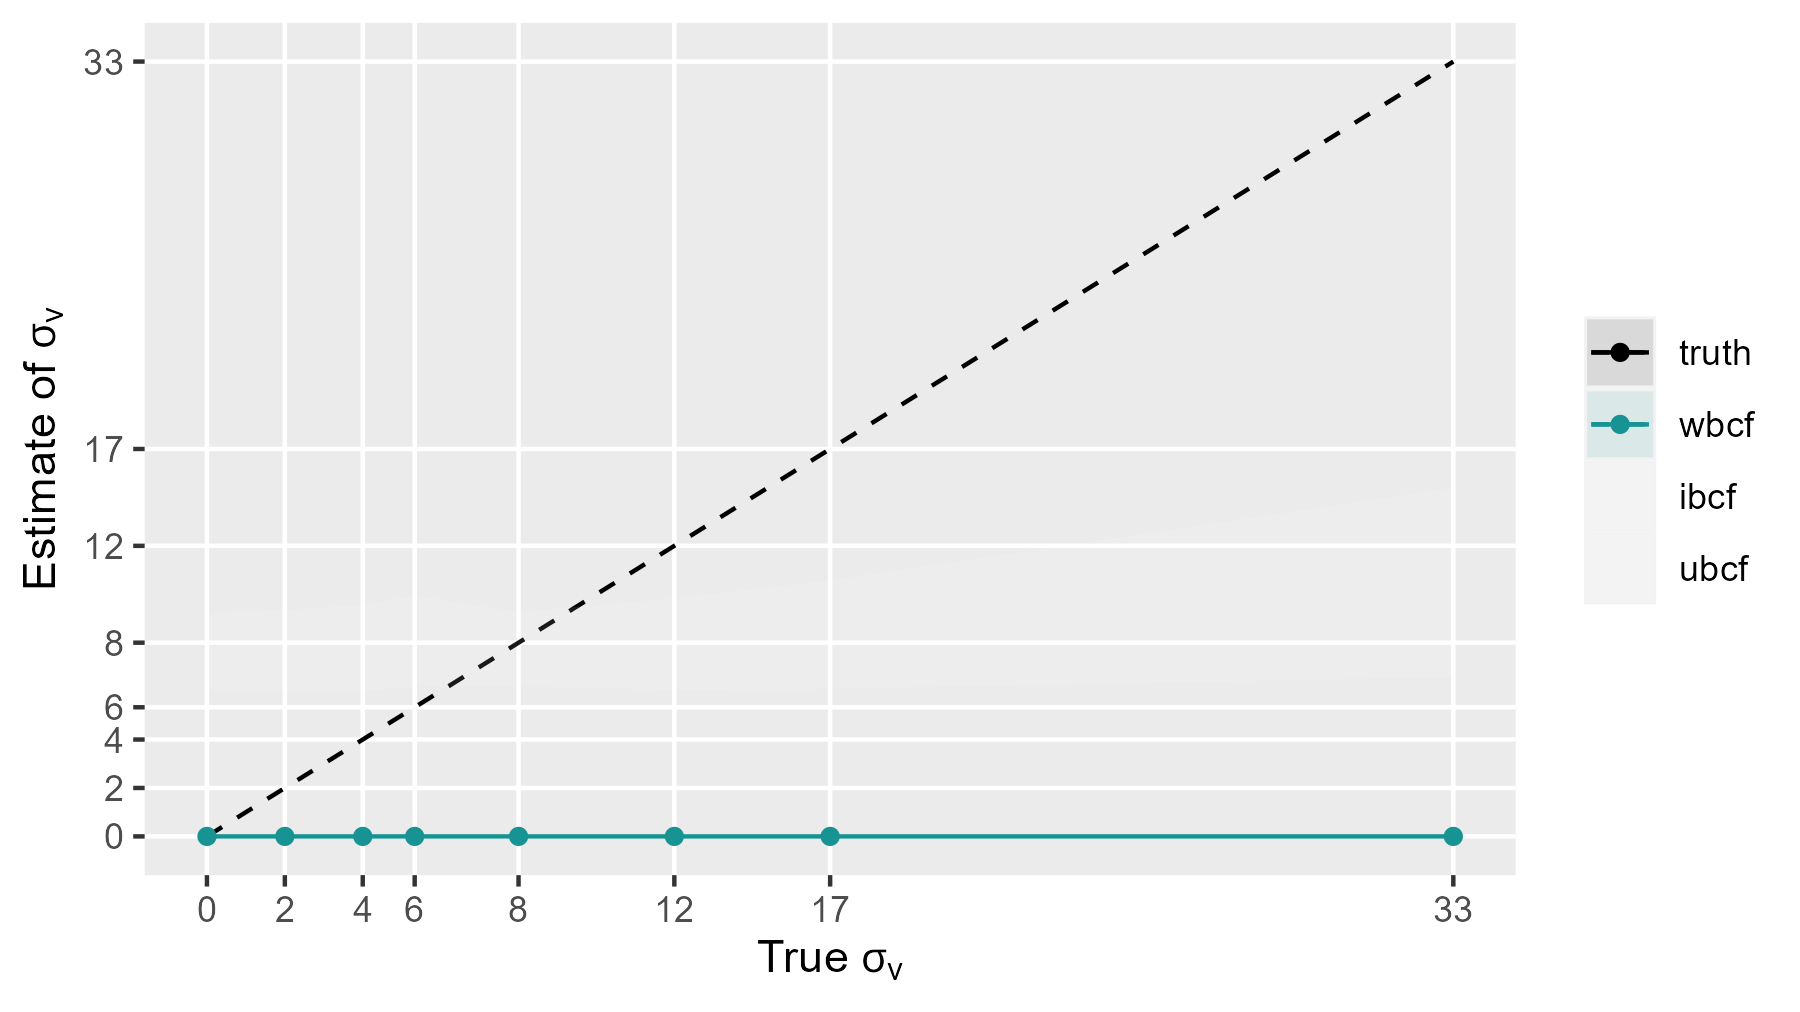 Estimate of σv
33
17
12
8
6
4
2
0
0 2 4 6 8 12 17 33
True σv
truth
wbcf
ibcf
ubcf